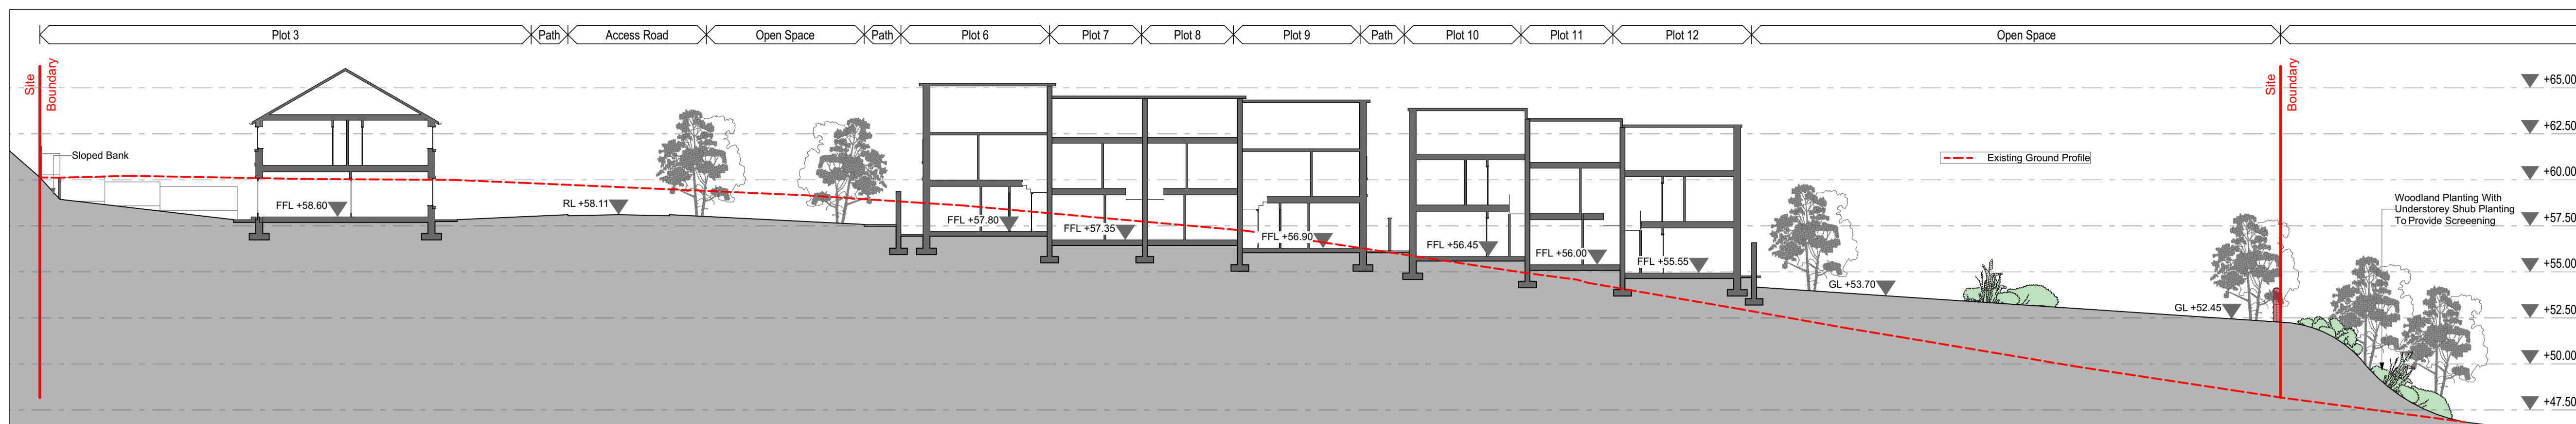 Plot 3
Path
Access Road
Open Space
Path
Plot 6
Plot 7
Plot 8
Plot 9
Path
Plot 10
Plot 11
Plot 12
Open Space
Site
Boundary
Site
Boundary
+65.00
+62.50
+60.00
+57.50
+55.00
+52.50
+50.00
+47.50
Sloped Bank
Existing Ground Profile
Woodland Planting With
Understorey Shub Planting
To Provide Screeening
FFL +58.60
RL +58.11
FFL +57.80
FFL +57.35
FFL +56.90
FFL +56.45
FFL +56.00
FFL +55.55
GL +53.70
GL +52.45